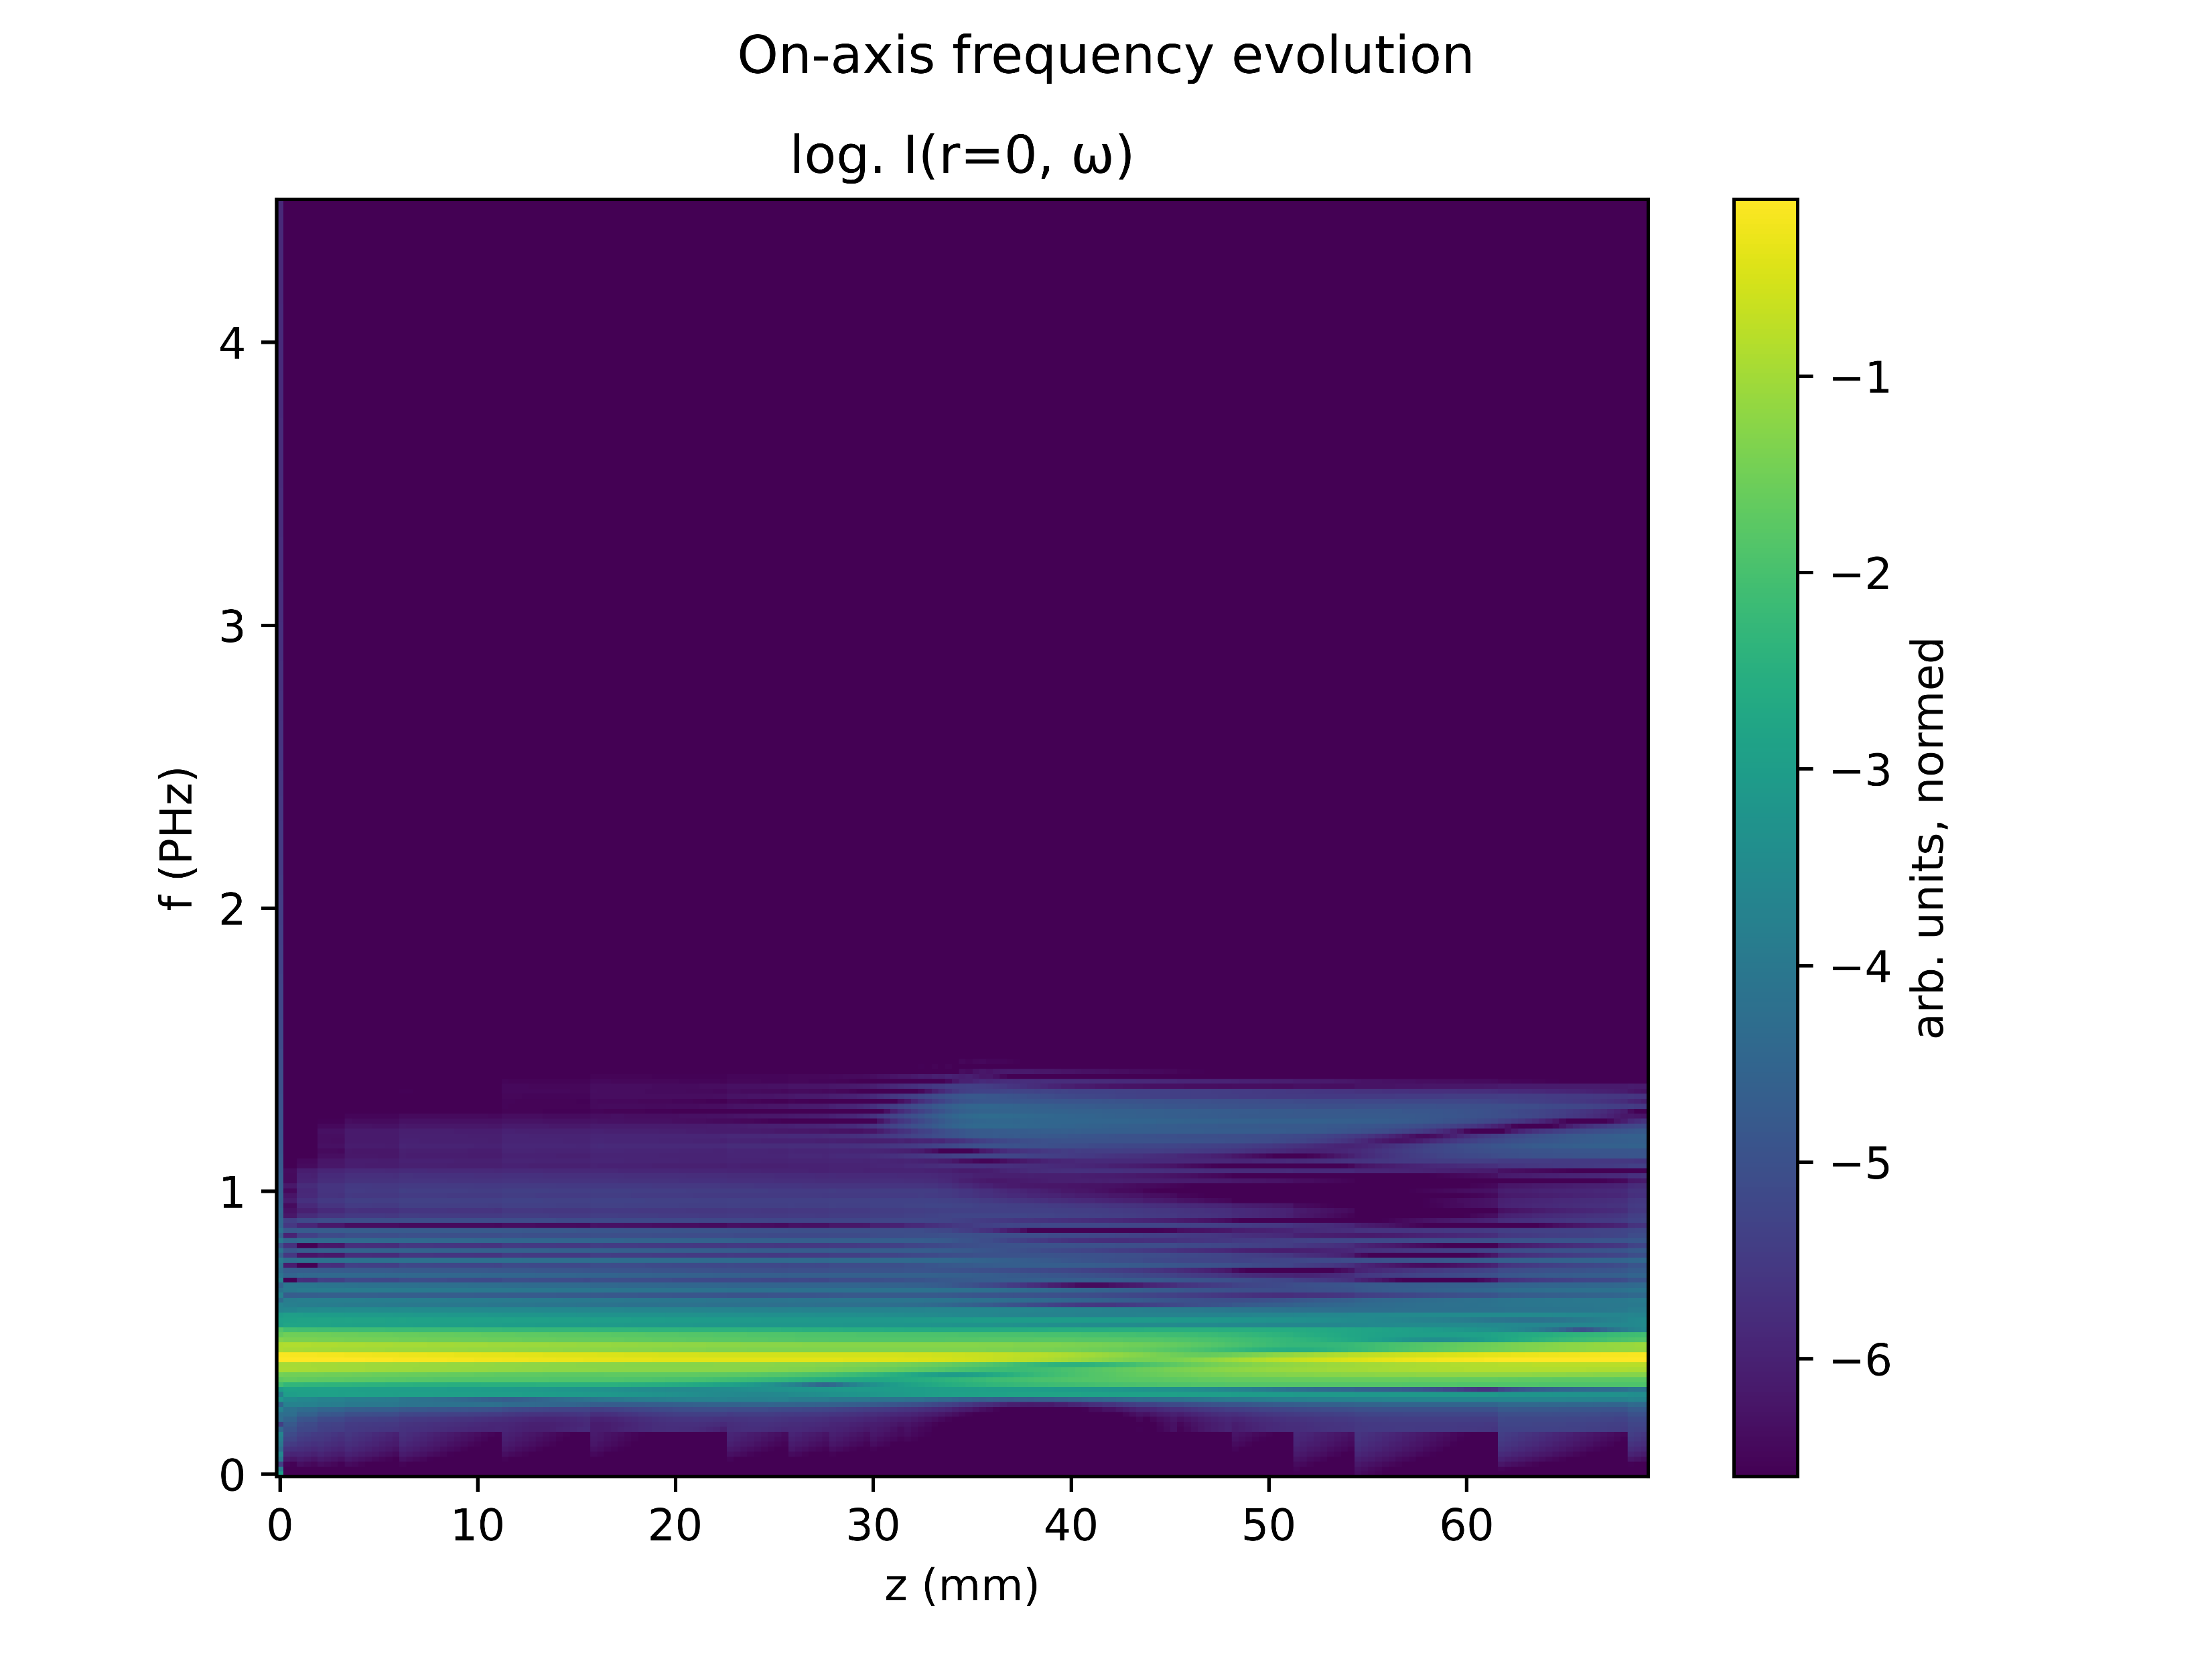 On-axis frequency evolution
log. I(r=0, ω)
4
3
2
1
0
f (PHz)
0 10 20 30 40 50 60
z (mm)
−1
−2
−3
−4
−5
−6
arb. units, normed